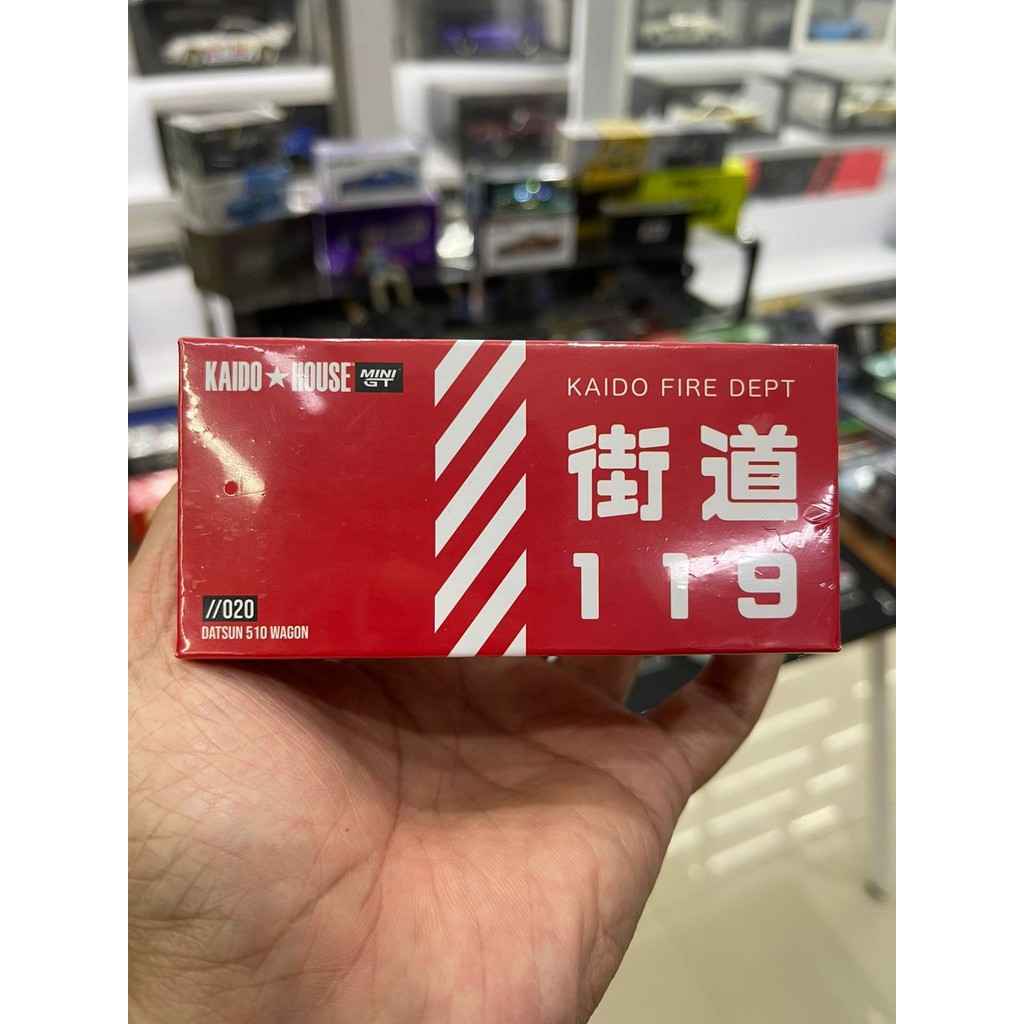 KAIDO★HOUSE MINI GT
//020
DATSUN 510 WAGON
KAIDO FIRE DEPT
街道
119